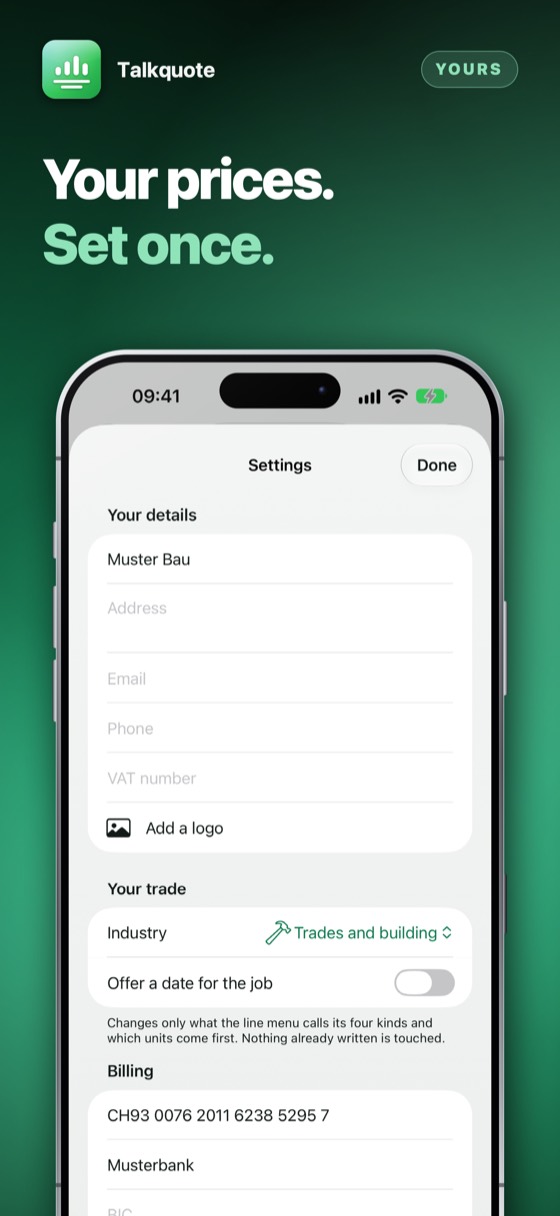 Talkquote
YOURS
Your prices.
Set once.
09:41
Settings
Done
Your details
Muster Bau
Address
Email
Phone
VAT number
Add a logo
Your trade
Industry
Trades and building
Offer a date for the job
Changes only what the line menu calls its four kinds and
which units come first. Nothing already written is touched.
Billing
CH93 0076 2011 6238 5295 7
Musterbank
BIC